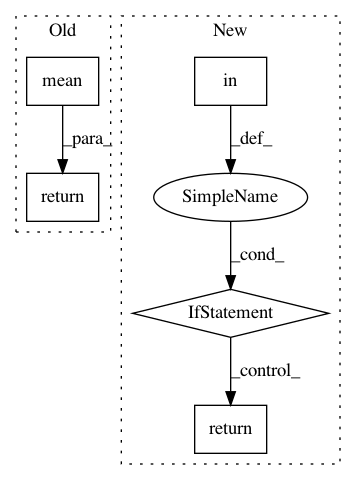 Old
New
mean
in
_para_
_def_
return
SimpleName
_cond_
IfStatement
_control_
return